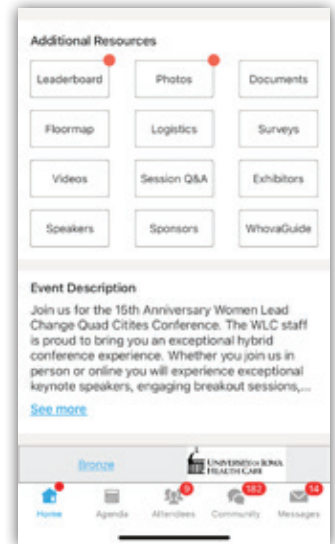 Additional Resources
Leaderboard Photos Documents
Floormap Logistics Surveys
Videos Session Q&A Exhibitors
Speakers Sponsors WhovaGuide
Event Description
Join us for the 15th Anniversary Women Lead
Change Quad Citites Conference. The WLC staff
is proud to bring you an exceptional hybrid
conference experience. Whether you join us in
person or online you will experience exceptional
keynote speakers, engaging breakout sessions,...
See more
Bronze UNIVERSITY OF IOWA
HEALTH CARE
9 182 14
Home Agenda Attendees Community Messages